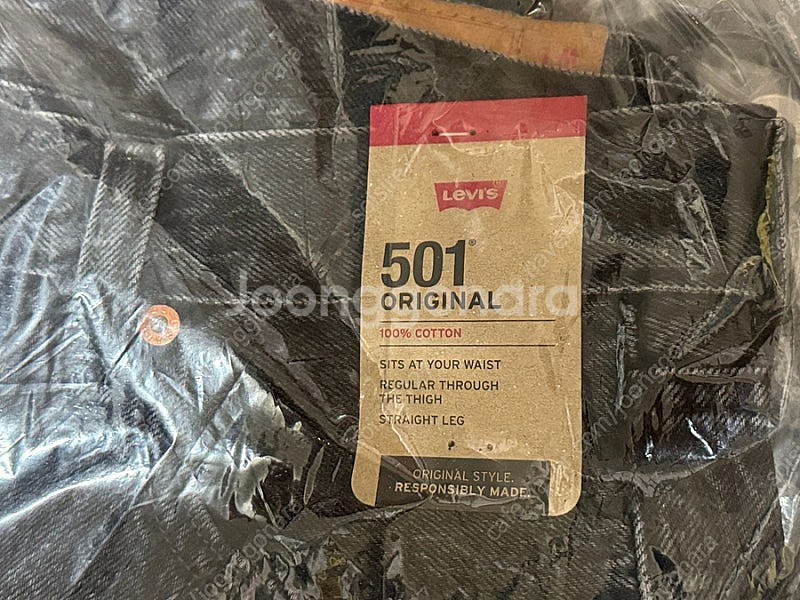 LEVI'S
501®
ORIGINAL
Joonggonara
100% COTTON
SITS AT YOUR WAIST
REGULAR THROUGH
THE THIGH
STRAIGHT LEG
ORIGINAL STYLE.
RESPONSIBLY MADE.